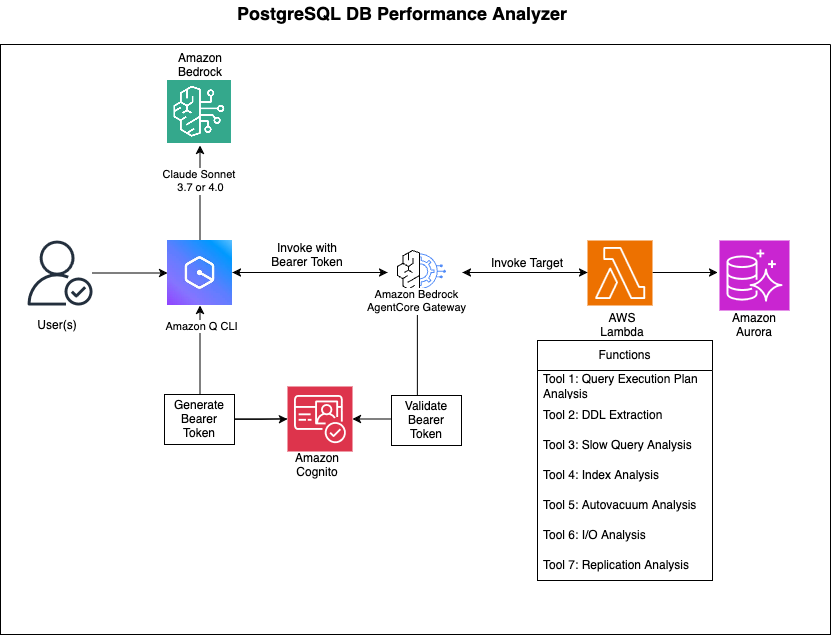 PostgreSQL DB Performance Analyzer
Amazon
Bedrock
Claude Sonnet
3.7 or 4.0
Invoke with
Bearer Token
Invoke Target
Amazon Bedrock
AgentCore Gateway
User(s)
Amazon Q CLI
AWS
Lambda
Amazon
Aurora
Functions
Tool 1: Query Execution Plan
Analysis
Tool 2: DDL Extraction
Tool 3: Slow Query Analysis
Tool 4: Index Analysis
Tool 5: Autovacuum Analysis
Tool 6: I/O Analysis
Tool 7: Replication Analysis
Generate
Bearer
Token
Validate
Bearer
Token
Amazon
Cognito